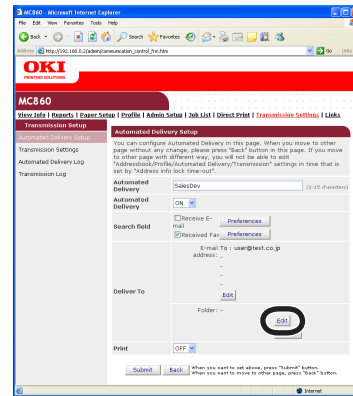 MC860 - Microsoft Internet Explorer
File Edit View Favorites Tools Help
Back Search Favorites
Address http://192.168.0.2/admin/communication_control_frm.htm Go Links
OKI
PRINTING SOLUTIONS
MC860
View Info | Reports | Paper Setup | Profile | Admin Setup | Job List | Direct Print | Transmission Settings | Links
Transmission Setup
Automated Delivery Setup
Transmission Settings
Automated Delivery Log
Transmission Log
Automated Delivery Setup
You can configure Automated Delivery in this page. When you move to other
page without any change, please press "Back" button in this page. If you move
to other page with different way, you will not be able to edit
"Addressbook/Profile/Automated Delivery/Transmission" settings in time that is
set by "Address info lock time-out".
Automated Delivery SalesDev (1-15 characters)
Automated Delivery ON
Search field
Receive E-mail Preferences
Received Fax Preferences
Deliver To
E-mail address: To : user@test.co.jp
-
-
-
-
Edit
Folder: -
Edit
Print OFF
Submit Back When you want to set above, press "Submit" button.
When you want to move to other page, press "Back" button.
Internet